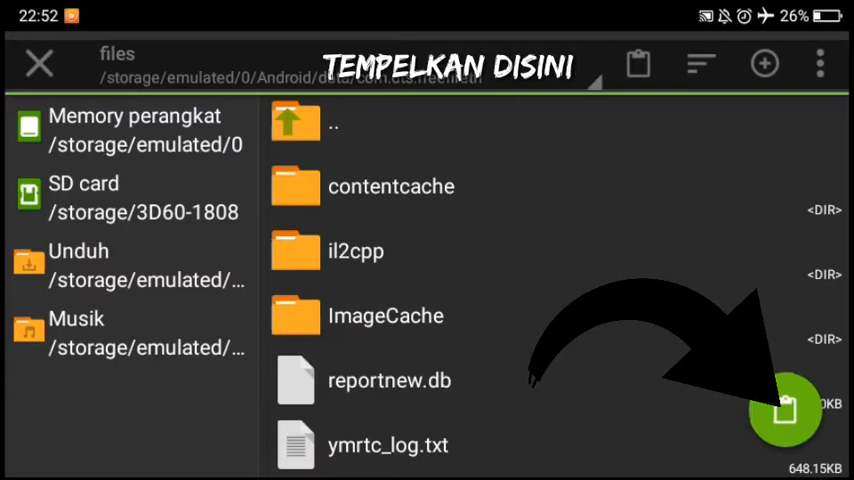 22:52
26%
files
TEMPELKAN DISINI
/storage/emulated/0/Android/data/com.dts.freefireth
Memory perangkat
/storage/emulated/0
SD card
/storage/3D60-1808
Unduh
/storage/emulated/...
Musik
/storage/emulated/...
..
contentcache
<DIR>
il2cpp
<DIR>
ImageCache
<DIR>
reportnew.db
0KB
ymrtc_log.txt
648.15KB